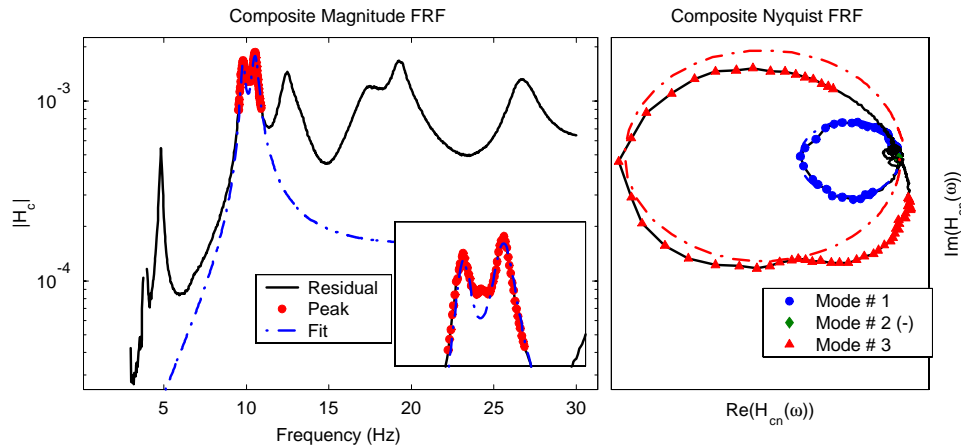 Composite Magnitude FRF
10⁻³
10⁻⁴
|H_c|
Residual
Peak
Fit
5
10
15
20
25
30
Frequency (Hz)
Composite Nyquist FRF
Im(H_cn(ω))
Mode # 1
Mode # 2 (-)
Mode # 3
Re(H_cn(ω))